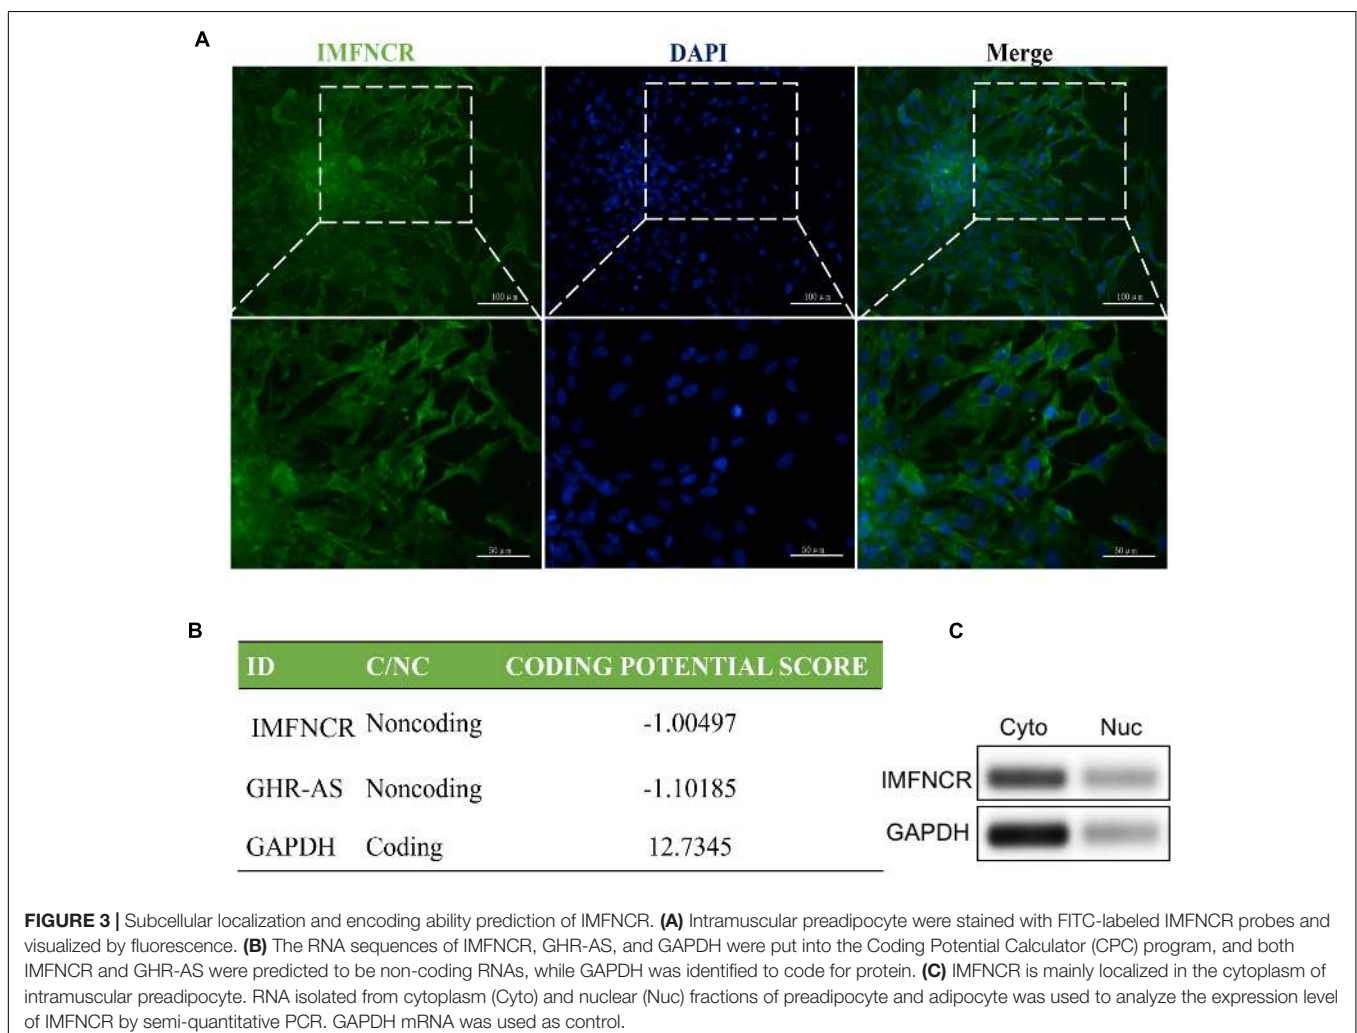 A
IMFNCR DAPI Merge
100 μm 100 μm 100 μm
50 μm 50 μm 50 μm
B
ID C/NC CODING POTENTIAL SCORE
IMFNCR Noncoding -1.00497
GHR-AS Noncoding -1.10185
GAPDH Coding 12.7345
C
Cyto Nuc
IMFNCR
GAPDH
FIGURE 3 | Subcellular localization and encoding ability prediction of IMFNCR. (A) Intramuscular preadipocyte were stained with FITC-labeled IMFNCR probes and
visualized by fluorescence. (B) The RNA sequences of IMFNCR, GHR-AS, and GAPDH were put into the Coding Potential Calculator (CPC) program, and both
IMFNCR and GHR-AS were predicted to be non-coding RNAs, while GAPDH was identified to code for protein. (C) IMFNCR is mainly localized in the cytoplasm of
intramuscular preadipocyte. RNA isolated from cytoplasm (Cyto) and nuclear (Nuc) fractions of preadipocyte and adipocyte was used to analyze the expression level
of IMFNCR by semi-quantitative PCR. GAPDH mRNA was used as control.